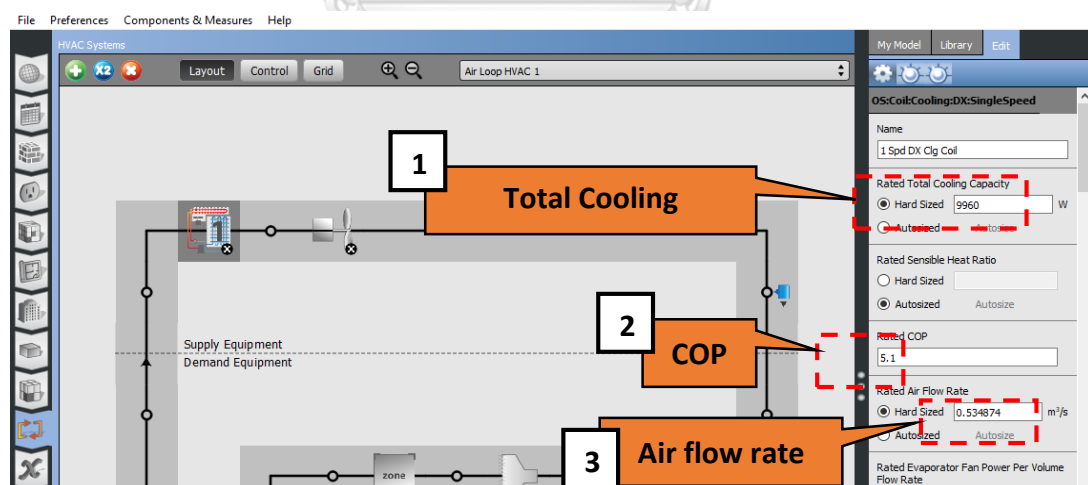 File Preferences Components & Measures Help
HVAC Systems
My Model Library Edit
X2 Layout Control Grid Air Loop HVAC 1
OS:Coil:Cooling:DX:SingleSpeed
Name
1 Spd DX Clg Coil
1
Total Cooling
Rated Total Cooling Capacity
Hard Sized 9960 W
Autosized Autosize
1
Rated Sensible Heat Ratio
Hard Sized
Autosized Autosize
2
COP
Rated COP
5.1
Supply Equipment
Demand Equipment
Rated Air Flow Rate
Hard Sized 0.534874 m³/s
Autosized Autosize
3
Air flow rate
zone
Rated Evaporator Fan Power Per Volume
Flow Rate